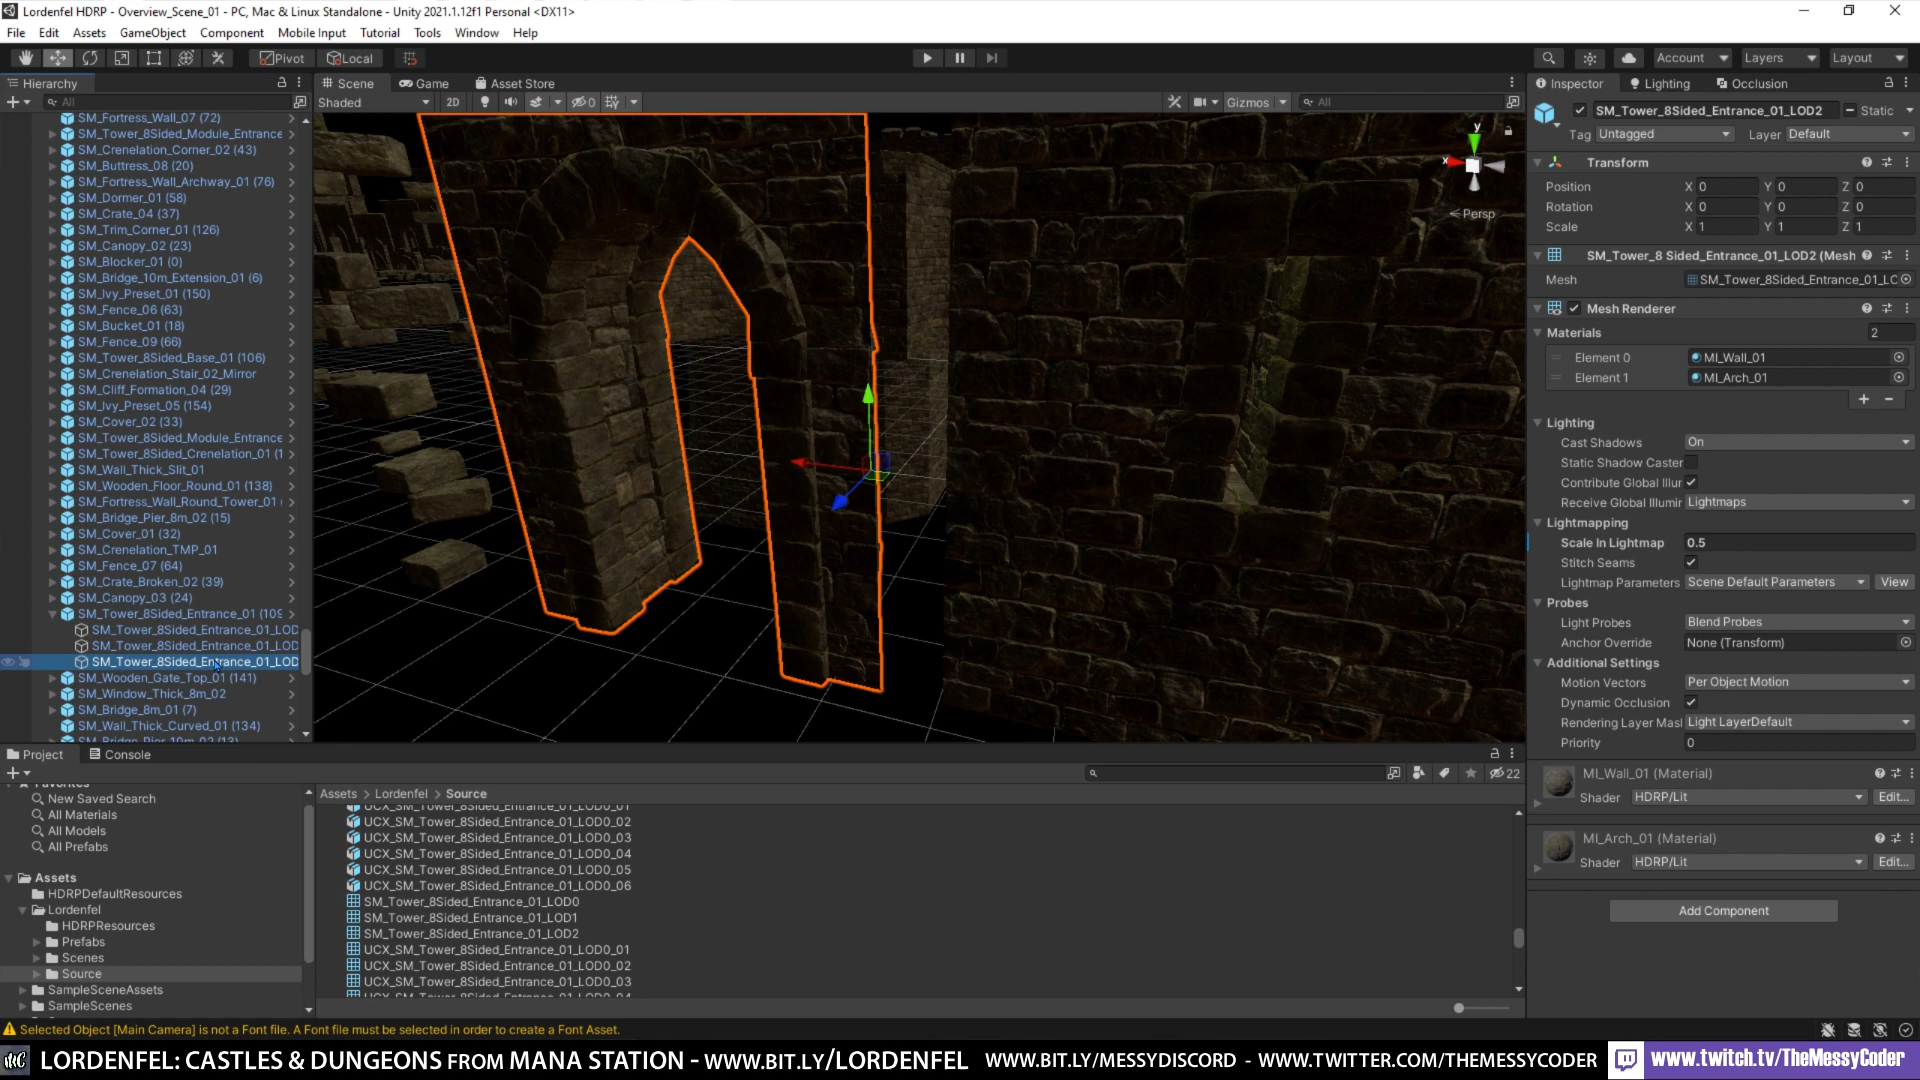 Lordenfel HDRP - Overview_Scene_01 - PC, Mac & Linux Standalone - Unity 2021.1.12f1 Personal <DX11>
File Edit Assets GameObject Component Mobile Input Tutorial Tools Window Help
Pivot Local Account Layers Layout
Hierarchy
All
SM_Fortress_Wall_07 (72)
SM_Tower_8Sided_Module_Entrance
SM_Crenelation_Corner_02 (43)
SM_Buttress_08 (20)
SM_Fortress_Wall_Archway_01 (76)
SM_Dormer_01 (58)
SM_Crate_04 (37)
SM_Trim_Corner_01 (126)
SM_Canopy_02 (23)
SM_Blocker_01 (0)
SM_Bridge_10m_Extension_01 (6)
SM_Ivy_Preset_01 (150)
SM_Fence_06 (63)
SM_Bucket_01 (18)
SM_Fence_09 (66)
SM_Tower_8Sided_Base_01 (106)
SM_Crenelation_Stair_02_Mirror
SM_Cliff_Formation_04 (29)
SM_Ivy_Preset_05 (154)
SM_Cover_02 (33)
SM_Tower_8Sided_Module_Entrance
SM_Tower_8Sided_Crenelation_01 (1
SM_Wall_Thick_Slit_01
SM_Wooden_Floor_Round_01 (138)
SM_Fortress_Wall_Round_Tower_01
SM_Bridge_Pier_8m_02 (15)
SM_Cover_01 (32)
SM_Crenelation_TMP_01
SM_Fence_07 (64)
SM_Crate_Broken_02 (39)
SM_Canopy_03 (24)
SM_Tower_8Sided_Entrance_01 (109
SM_Tower_8Sided_Entrance_01_LOD
SM_Tower_8Sided_Entrance_01_LOD
SM_Tower_8Sided_Entrance_01_LOD
SM_Wooden_Gate_Top_01 (141)
SM_Window_Thick_8m_02
SM_Bridge_8m_01 (7)
SM_Wall_Thick_Curved_01 (134)
SM_Bridge_Pier_10m_02 (13)
Scene Game Asset Store
Shaded 2D 0 Gizmos All
y
x
Persp
Inspector Lighting Occlusion
SM_Tower_8Sided_Entrance_01_LOD2 Static
Tag Untagged Layer Default
Transform
Position X 0 Y 0 Z 0
Rotation X 0 Y 0 Z 0
Scale X 1 Y 1 Z 1
SM_Tower_8 Sided_Entrance_01_LOD2 (Mesh
Mesh SM_Tower_8Sided_Entrance_01_LC
Mesh Renderer
Materials 2
Element 0 MI_Wall_01
Element 1 MI_Arch_01
+ -
Lighting
Cast Shadows On
Static Shadow Caster
Contribute Global Illur
Receive Global Illumir Lightmaps
Lightmapping
Scale In Lightmap 0.5
Stitch Seams
Lightmap Parameters Scene Default Parameters View
Probes
Light Probes Blend Probes
Anchor Override None (Transform)
Additional Settings
Motion Vectors Per Object Motion
Dynamic Occlusion
Rendering Layer Masl Light LayerDefault
Priority 0
MI_Wall_01 (Material)
Shader HDRP/Lit Edit...
MI_Arch_01 (Material)
Shader HDRP/Lit Edit...
Add Component
Project Console
22
Favorites
New Saved Search
All Materials
All Models
All Prefabs
Assets
HDRPDefaultResources
Lordenfel
HDRPResources
Prefabs
Scenes
Source
SampleSceneAssets
SampleScenes
Assets > Lordenfel > Source
UCX_SM_Tower_8Sided_Entrance_01_LOD0_01
UCX_SM_Tower_8Sided_Entrance_01_LOD0_02
UCX_SM_Tower_8Sided_Entrance_01_LOD0_03
UCX_SM_Tower_8Sided_Entrance_01_LOD0_04
UCX_SM_Tower_8Sided_Entrance_01_LOD0_05
UCX_SM_Tower_8Sided_Entrance_01_LOD0_06
SM_Tower_8Sided_Entrance_01_LOD0
SM_Tower_8Sided_Entrance_01_LOD1
SM_Tower_8Sided_Entrance_01_LOD2
UCX_SM_Tower_8Sided_Entrance_01_LOD0_01
UCX_SM_Tower_8Sided_Entrance_01_LOD0_02
UCX_SM_Tower_8Sided_Entrance_01_LOD0_03
UCX_SM_Tower_8Sided_Entrance_01_LOD0_04
Selected Object [Main Camera] is not a Font file. A Font file must be selected in order to create a Font Asset.
MC LORDENFEL: CASTLES & DUNGEONS FROM MANA STATION - WWW.BIT.LY/LORDENFEL WWW.BIT.LY/MESSYDISCORD - WWW.TWITTER.COM/THEMESSYCODER www.twitch.tv/TheMessyCoder